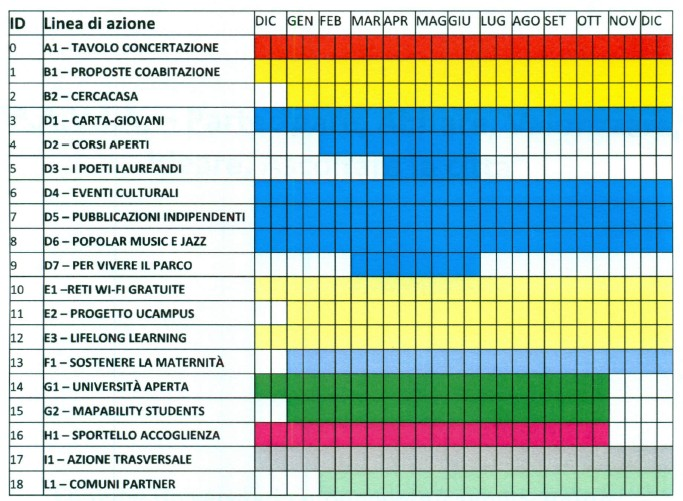 ID Linea di azione DIC GEN FEB MAR APR MAG GIU LUG AGO SET OTT NOV DIC
0 A1 – TAVOLO CONCERTAZIONE
1 B1 – PROPOSTE COABITAZIONE
2 B2 – CERCACASA
3 D1 – CARTA-GIOVANI
4 D2 – CORSI APERTI
5 D3 – I POETI LAUREANDI
6 D4 – EVENTI CULTURALI
7 D5 – PUBBLICAZIONI INDIPENDENTI
8 D6 – POPOLAR MUSIC E JAZZ
9 D7 – PER VIVERE IL PARCO
10 E1 –RETI WI-FI GRATUITE
11 E2 – PROGETTO UCAMPUS
12 E3 – LIFELONG LEARNING
13 F1 – SOSTENERE LA MATERNITÀ
14 G1 – UNIVERSITÀ APERTA
15 G2 – MAPABILITY STUDENTS
16 H1 – SPORTELLO ACCOGLIENZA
17 I1 – AZIONE TRASVERSALE
18 L1 – COMUNI PARTNER